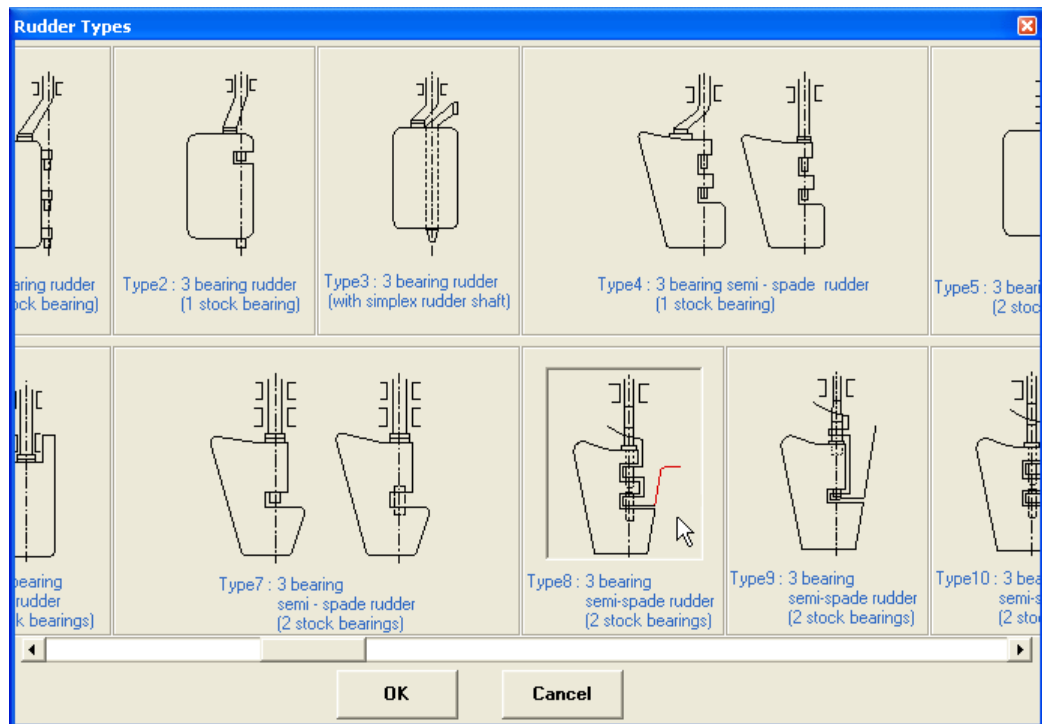 Rudder Types
aring rudder
ock bearing)
Type2 : 3 bearing rudder
(1 stock bearing)
Type3 : 3 bearing rudder
(with simplex rudder shaft)
Type4 : 3 bearing semi - spade rudder
(1 stock bearing)
Type5 : 3 beari
(2 stoc
bearing
rudder
k bearings)
Type7 : 3 bearing
semi - spade rudder
(2 stock bearings)
Type8 : 3 bearing
semi-spade rudder
(2 stock bearings)
Type9 : 3 bearing
semi-spade rudder
(2 stock bearings)
Type10 : 3 bea
semi-s
(2 sto
OK
Cancel